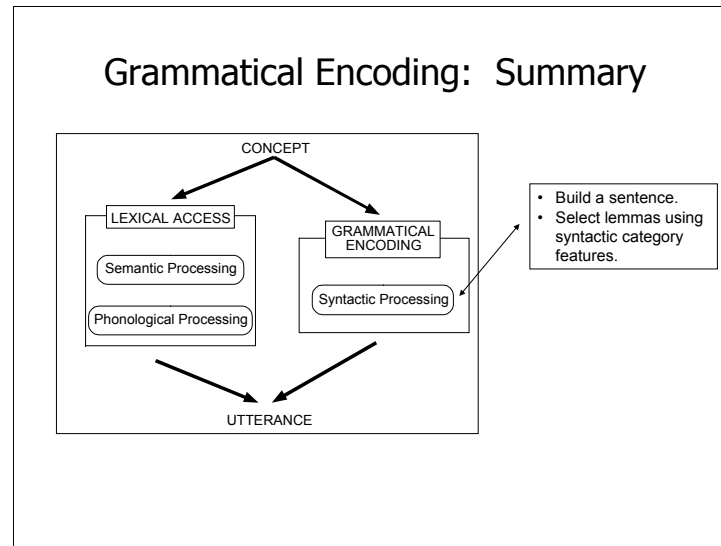 Grammatical Encoding: Summary
CONCEPT
LEXICAL ACCESS
Semantic Processing
Phonological Processing
GRAMMATICAL
ENCODING
Syntactic Processing
UTTERANCE
• Build a sentence.
• Select lemmas using
syntactic category
features.